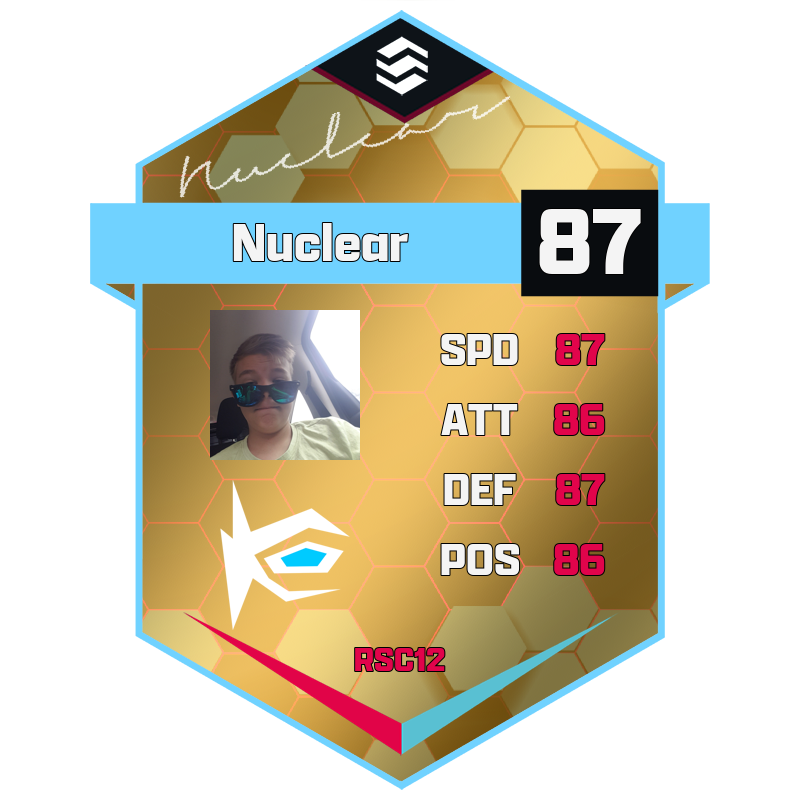 Nuclear
Nuclear 87
SPD 87
ATT 86
DEF 87
POS 86
RSC12